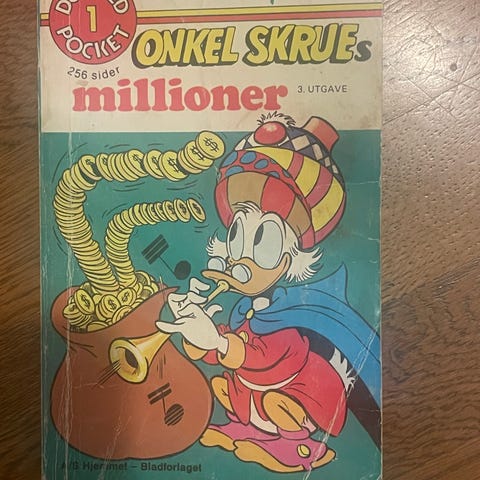 1
POCKET
256 sider
ONKEL SKRUEs
millioner
3. UTGAVE
$
A/S Hjemmet – Bladforlaget